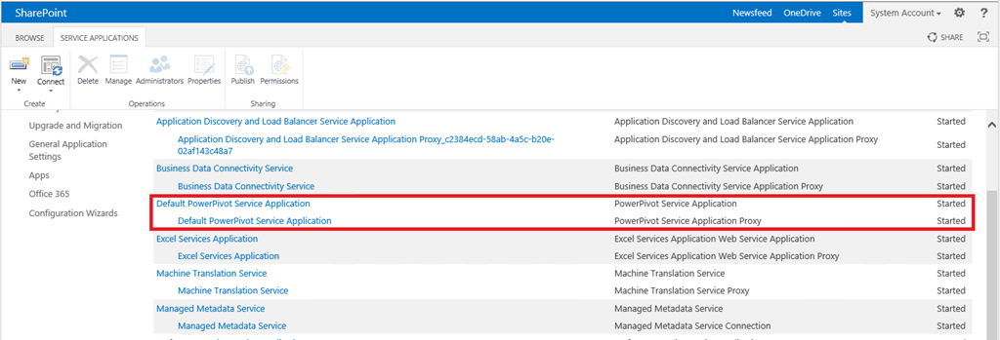 SharePoint Newsfeed OneDrive Sites System Account ?
BROWSE SERVICE APPLICATIONS SHARE
New Connect Delete Manage Administrators Properties Publish Permissions
Create Operations Sharing
Application Discovery and Load Balancer Service Application Application Discovery and Load Balancer Service Application Started
Upgrade and Migration
Application Discovery and Load Balancer Service Application Proxy_c2384ecd-58ab-4a5c-b20e- Application Discovery and Load Balancer Service Application Proxy Started
02af143c48a7
General Application
Settings
Business Data Connectivity Service Business Data Connectivity Service Application Started
Apps
Business Data Connectivity Service Business Data Connectivity Service Application Proxy Started
Office 365
Default PowerPivot Service Application PowerPivot Service Application Started
Configuration Wizards
Default PowerPivot Service Application PowerPivot Service Application Proxy Started
Excel Services Application Excel Services Application Web Service Application Started
Excel Services Application Excel Services Application Web Service Application Proxy Started
Machine Translation Service Machine Translation Service Started
Machine Translation Service Machine Translation Service Proxy Started
Managed Metadata Service Managed Metadata Service Started
Managed Metadata Service Managed Metadata Service Connection Started